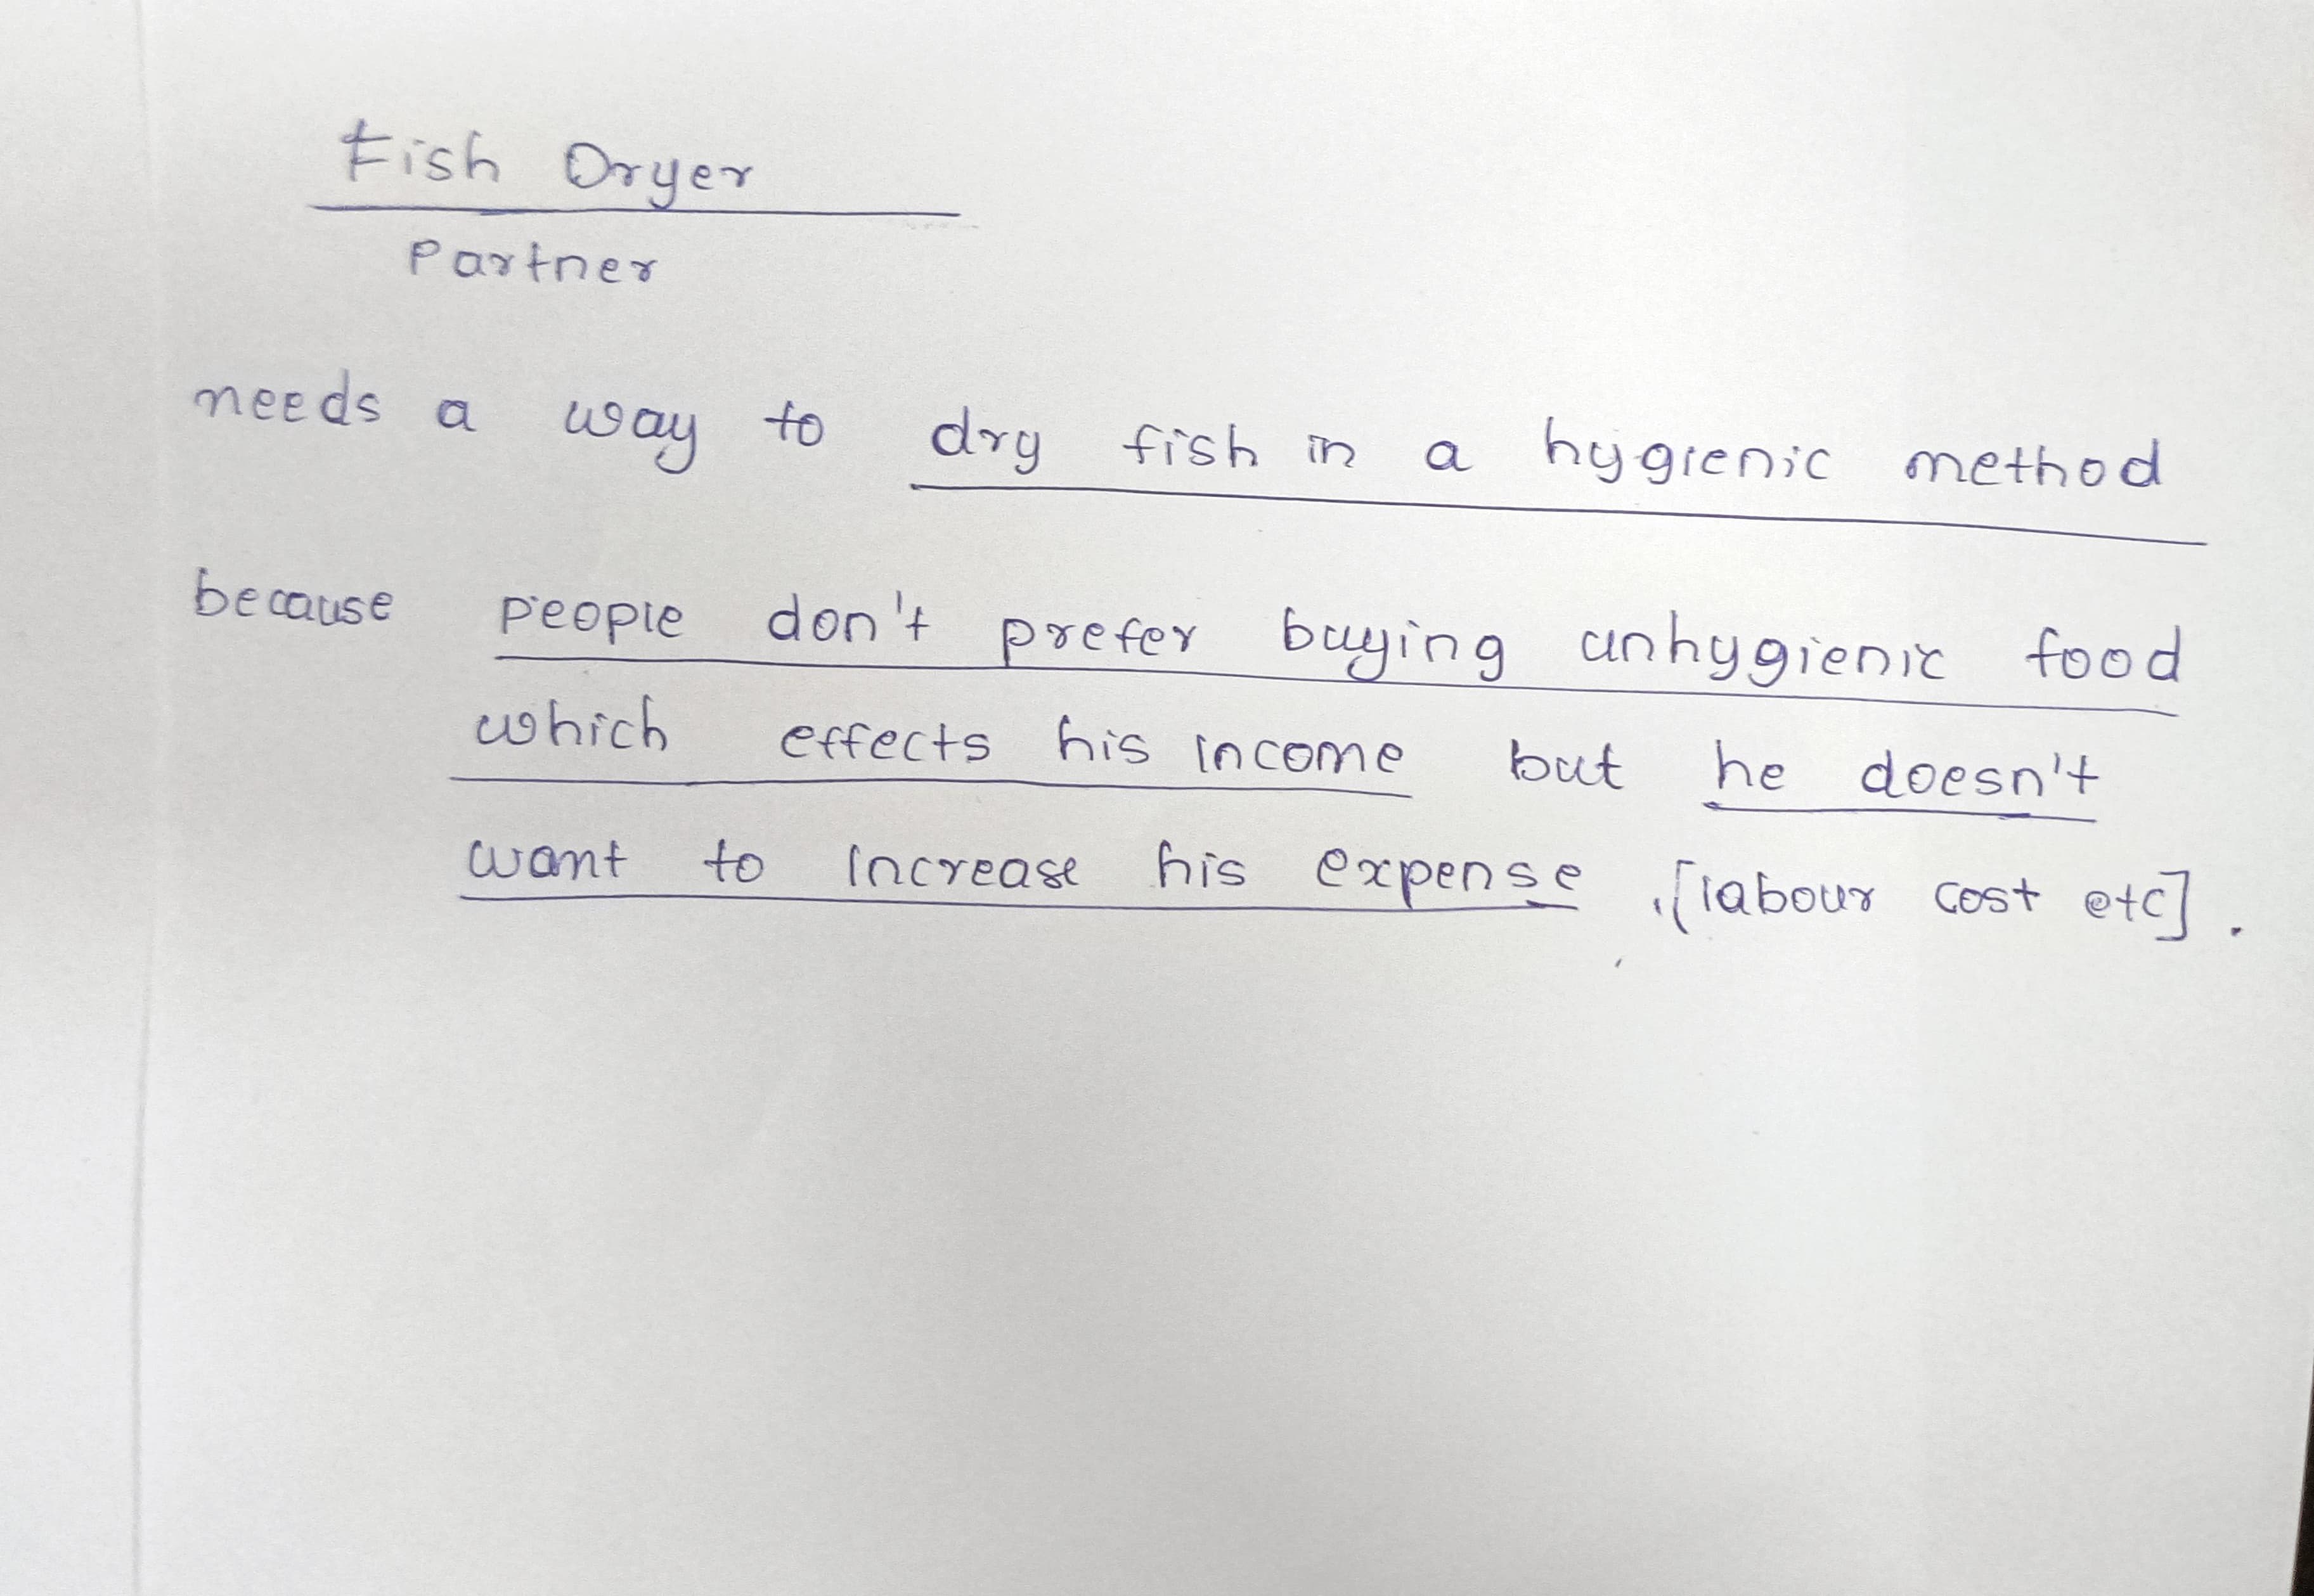 Fish Dryer
Partner
needs a way to dry fish in a hygienic method
because people don't prefer buying unhygienic food
which effects his income but he doesn't
want to increase his expense . [labour cost etc] .